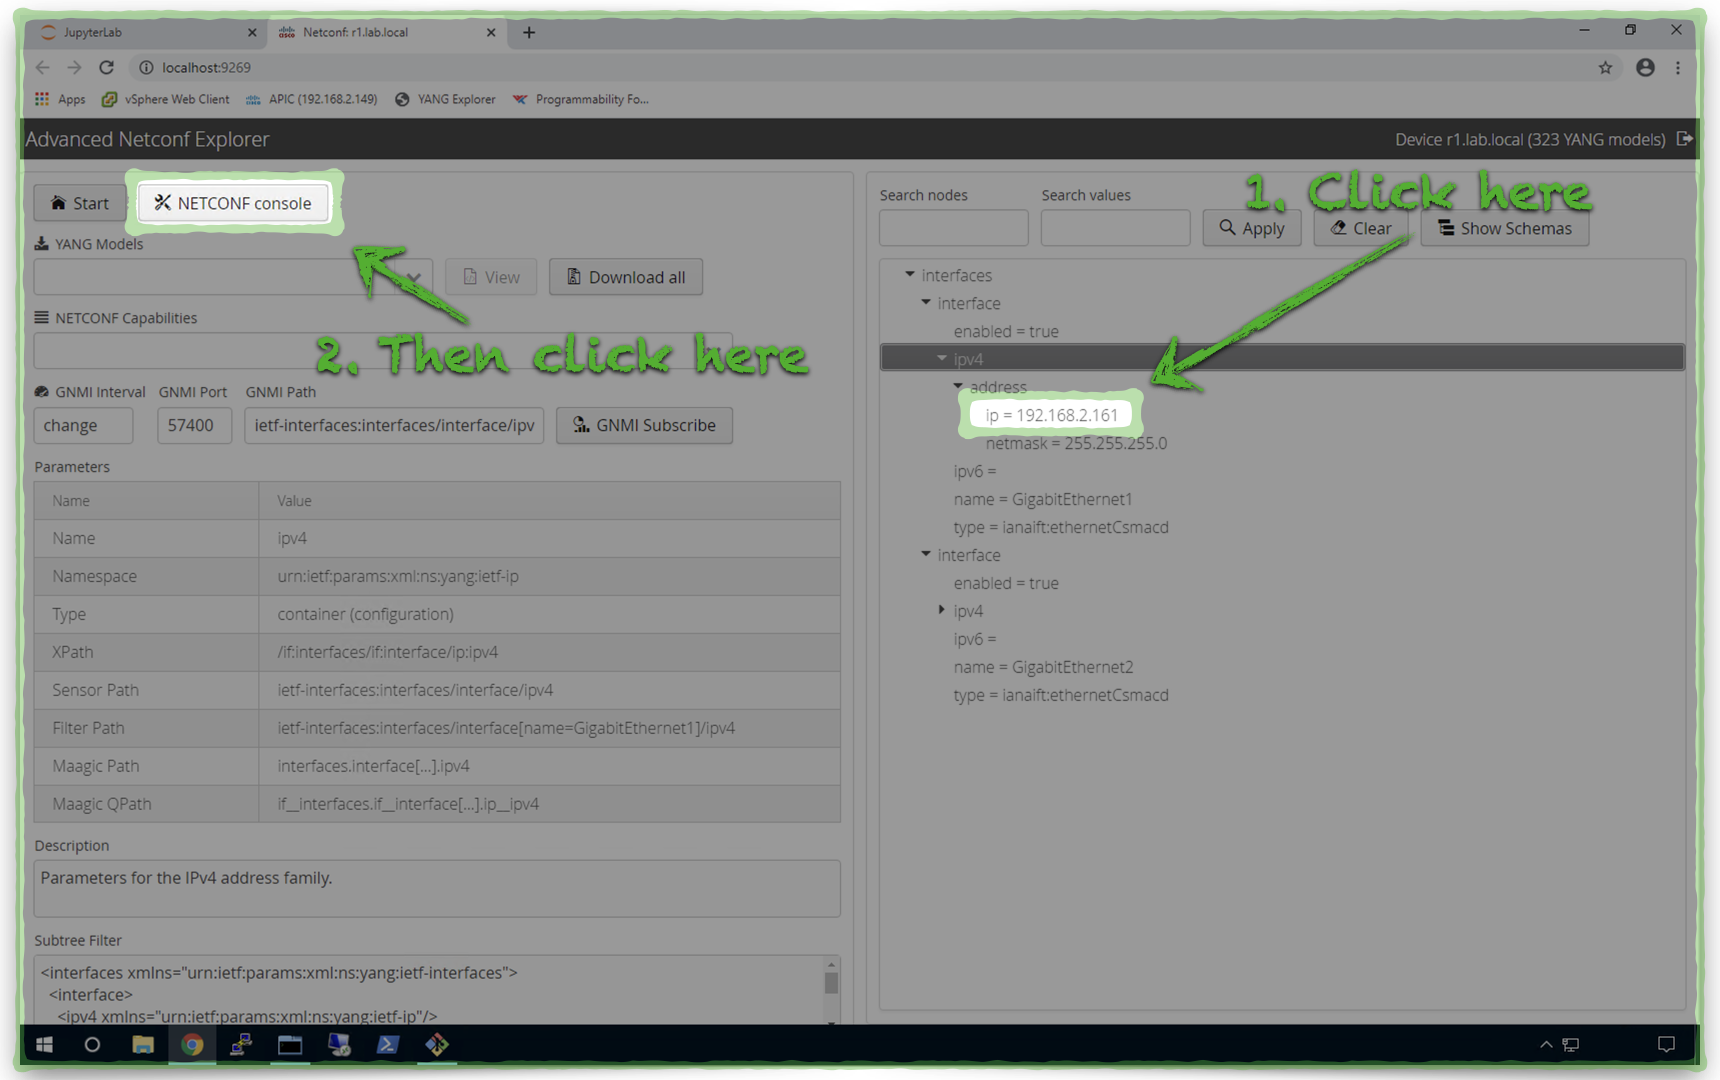 JupyterLab
Netconf: r1.lab.local
localhost:9269
Apps
vSphere Web Client
APIC (192.168.2.149)
YANG Explorer
Programmability Fo...
Advanced Netconf Explorer
Device r1.lab.local (323 YANG models)
Start
NETCONF console
YANG Models
View
Download all
NETCONF Capabilities
2. Then click here
GNMI Interval
GNMI Port
GNMI Path
change
57400
ietf-interfaces:interfaces/interface/ipv
GNMI Subscribe
Parameters
Name Value
Name ipv4
Namespace urn:ietf:params:xml:ns:yang:ietf-ip
Type container (configuration)
XPath /if:interfaces/if:interface/ip:ipv4
Sensor Path ietf-interfaces:interfaces/interface/ipv4
Filter Path ietf-interfaces:interfaces/interface[name=GigabitEthernet1]/ipv4
Maagic Path interfaces.interface[...].ipv4
Maagic QPath if__interfaces.if__interface[...].ip__ipv4
Description
Parameters for the IPv4 address family.
Subtree Filter
<interfaces xmlns="urn:ietf:params:xml:ns:yang:ietf-interfaces">
<interface>
<ipv4 xmlns="urn:ietf:params:xml:ns:yang:ietf-ip"/>
Search nodes
Search values
1. Click here
Apply
Clear
Show Schemas
interfaces
interface
enabled = true
ipv4
address
ip = 192.168.2.161
netmask = 255.255.255.0
ipv6 =
name = GigabitEthernet1
type = ianaift:ethernetCsmacd
interface
enabled = true
ipv4
ipv6 =
name = GigabitEthernet2
type = ianaift:ethernetCsmacd